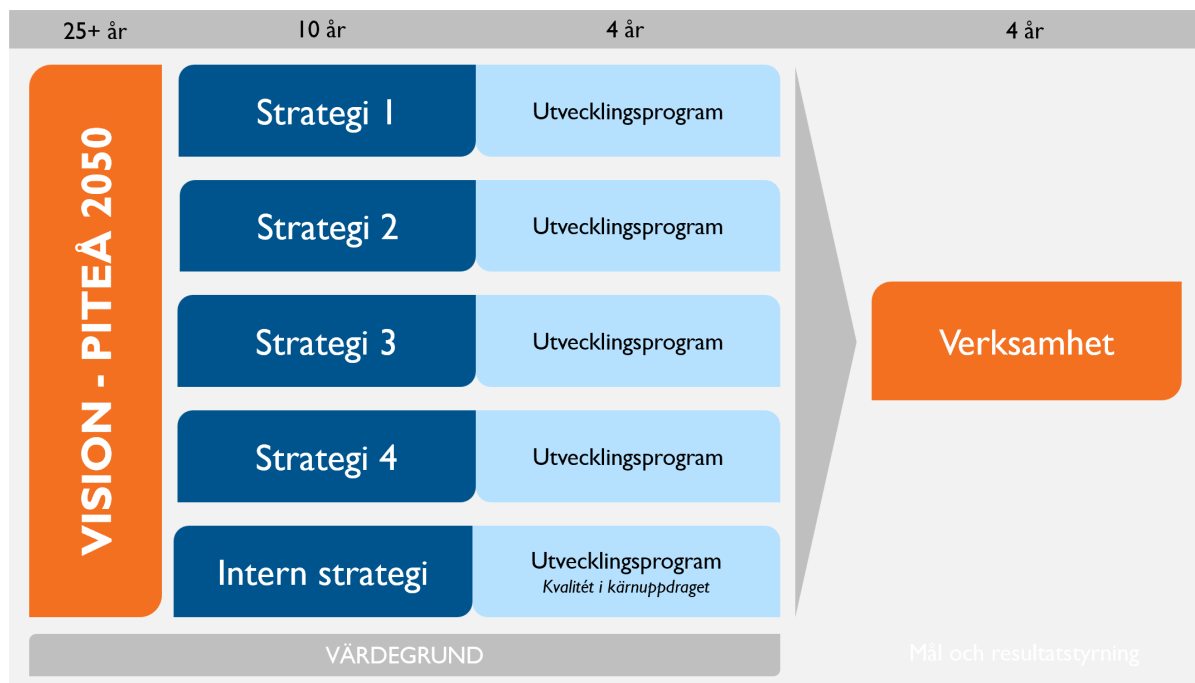 25+ år
10 år
4 år
4 år
VISION - PITEÅ 2050
Strategi 1
Utvecklingsprogram
Strategi 2
Utvecklingsprogram
Strategi 3
Utvecklingsprogram
Strategi 4
Utvecklingsprogram
Intern strategi
Utvecklingsprogram
Kvalitét i kärnuppdraget
Verksamhet
VÄRDEGRUND
Mål och resultatstyrning